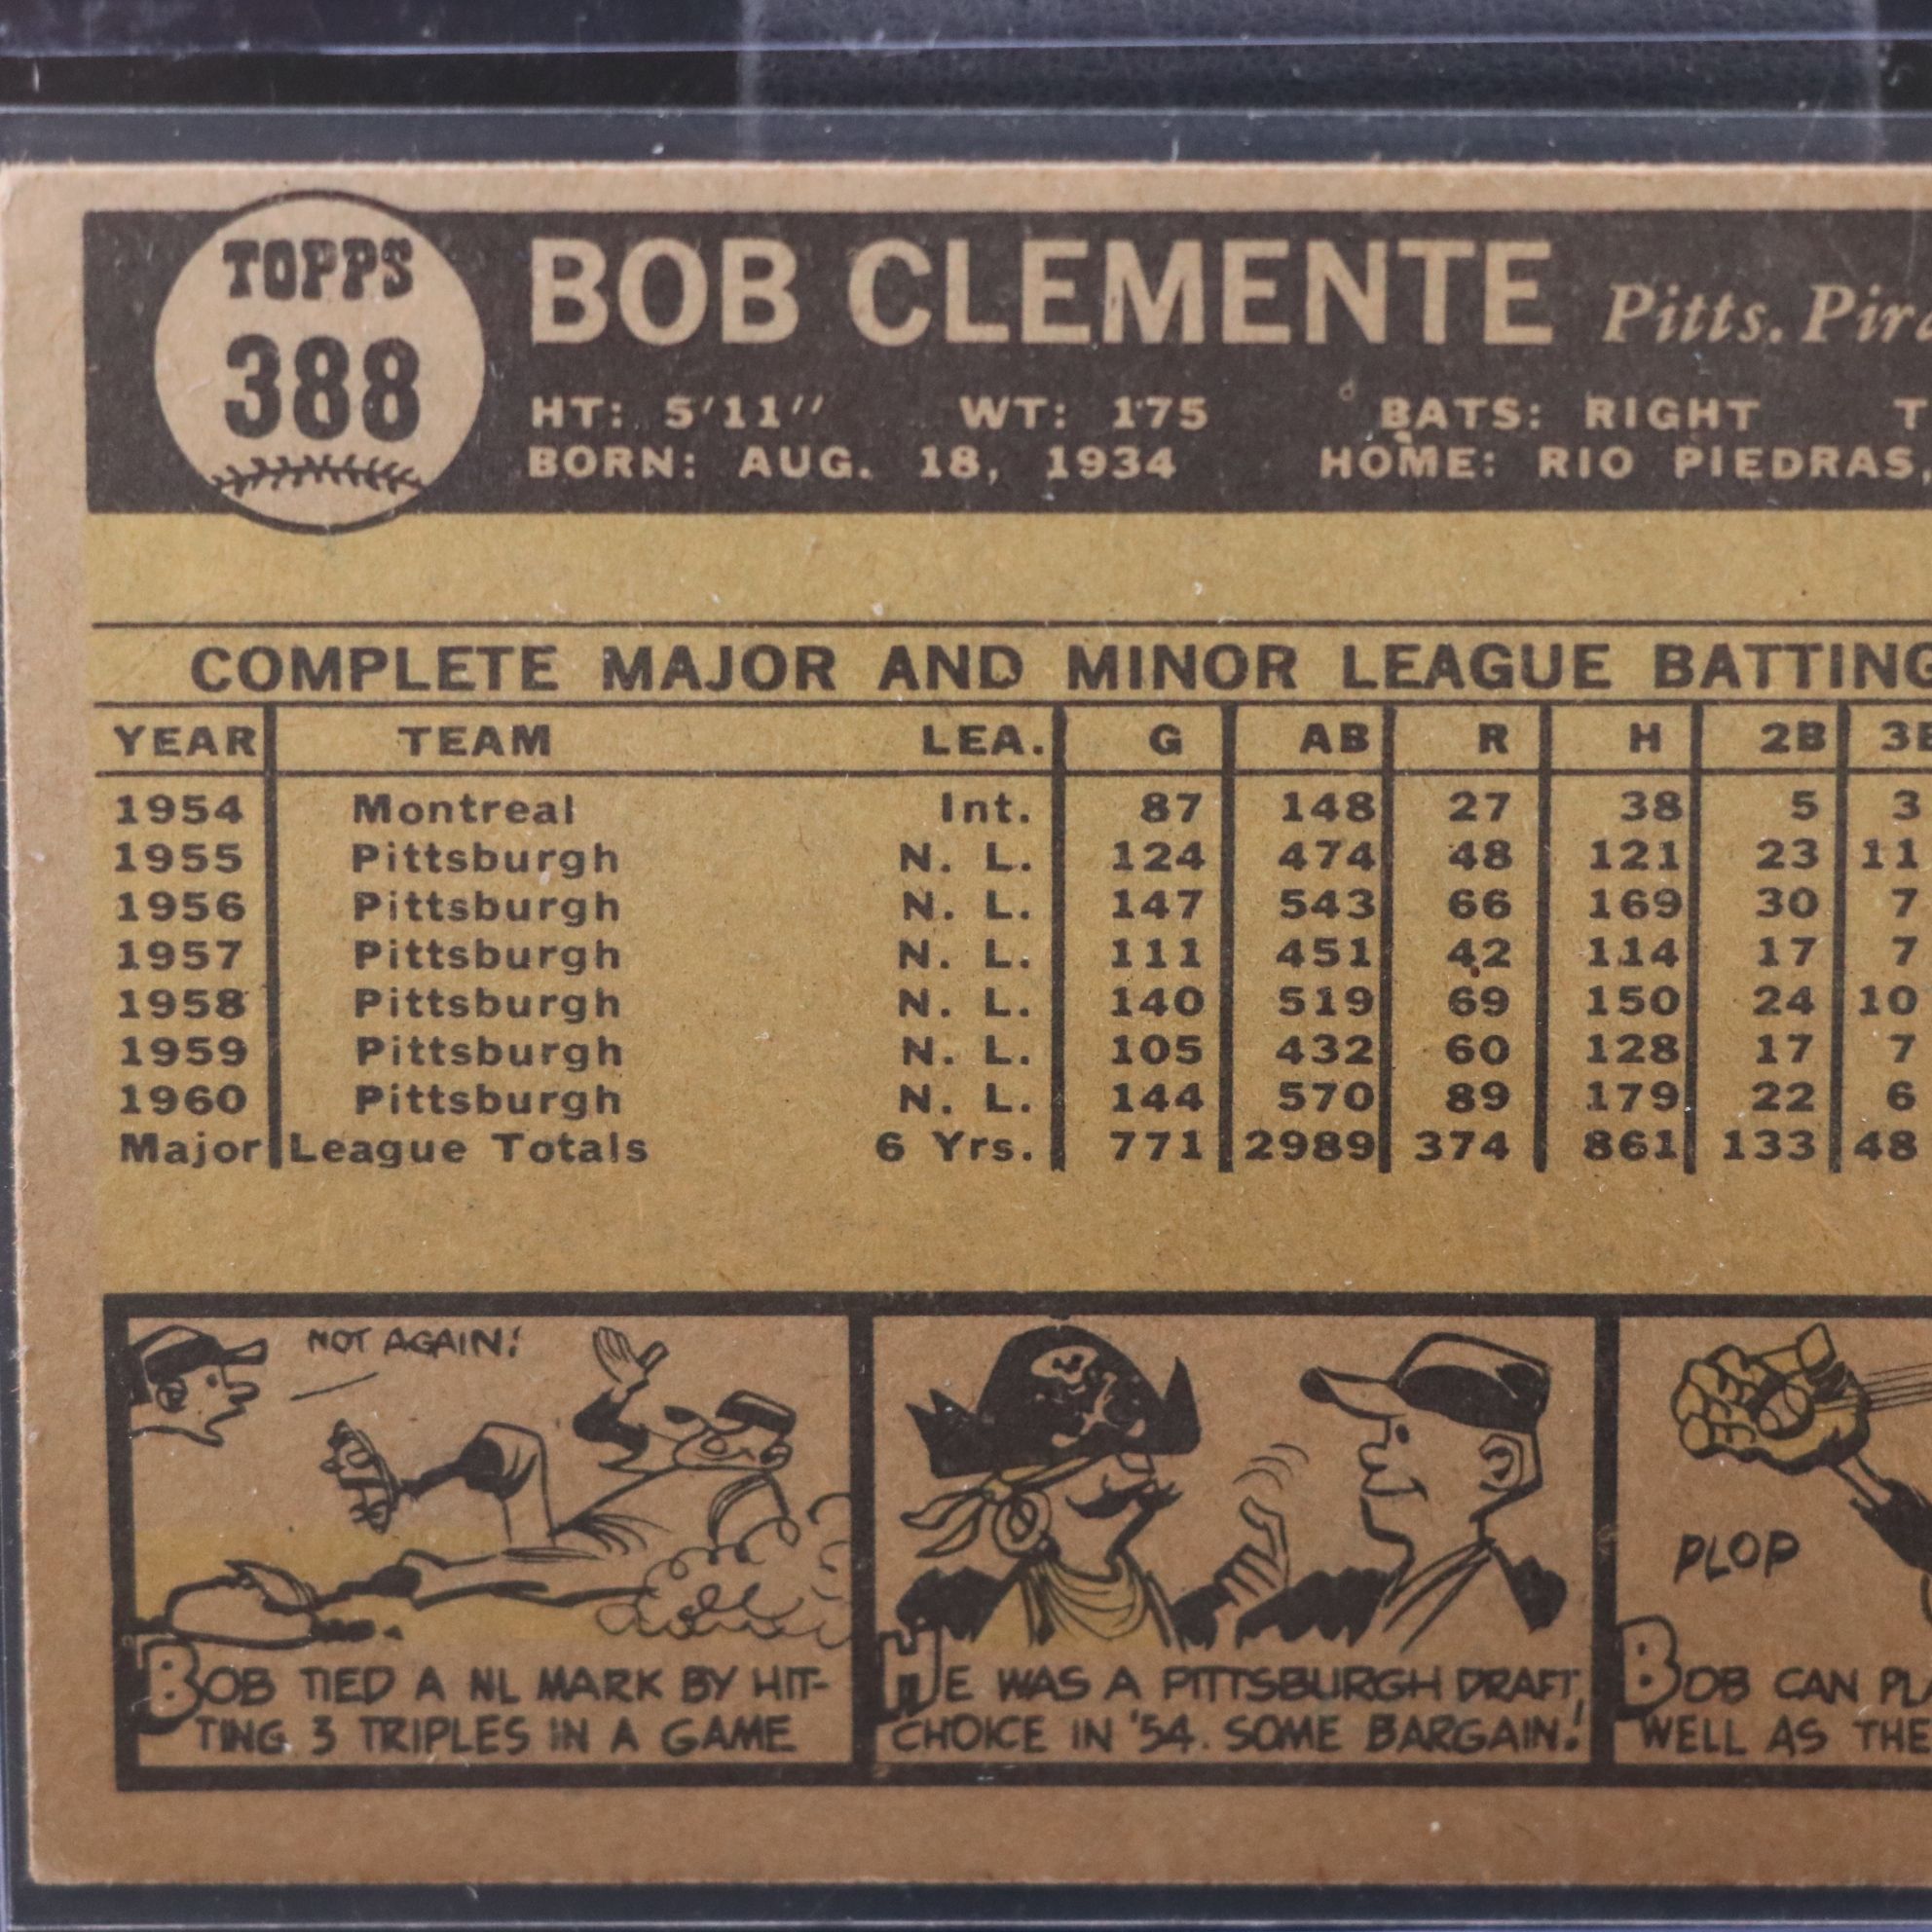 TOPPS
388
BOB CLEMENTE Pitts. Pir
HT: 5'11" WT: 175 BATS: RIGHT T
BORN: AUG. 18, 1934 HOME: RIO PIEDRAS,
COMPLETE MAJOR AND MINOR LEAGUE BATTING
YEAR TEAM LEA. G AB R H 2B 3B
1954 Montreal Int. 87 148 27 38 5 3
1955 Pittsburgh N. L. 124 474 48 121 23 11
1956 Pittsburgh N. L. 147 543 66 169 30 7
1957 Pittsburgh N. L. 111 451 42 114 17 7
1958 Pittsburgh N. L. 140 519 69 150 24 10
1959 Pittsburgh N. L. 105 432 60 128 17 7
1960 Pittsburgh N. L. 144 570 89 179 22 6
Major League Totals 6 Yrs. 771 2989 374 861 133 48
NOT AGAIN!
BOB TIED A NL MARK BY HIT-
TING 3 TRIPLES IN A GAME
HE WAS A PITTSBURGH DRAFT
CHOICE IN '54. SOME BARGAIN!
PLOP
BOB CAN PL
WELL AS THE